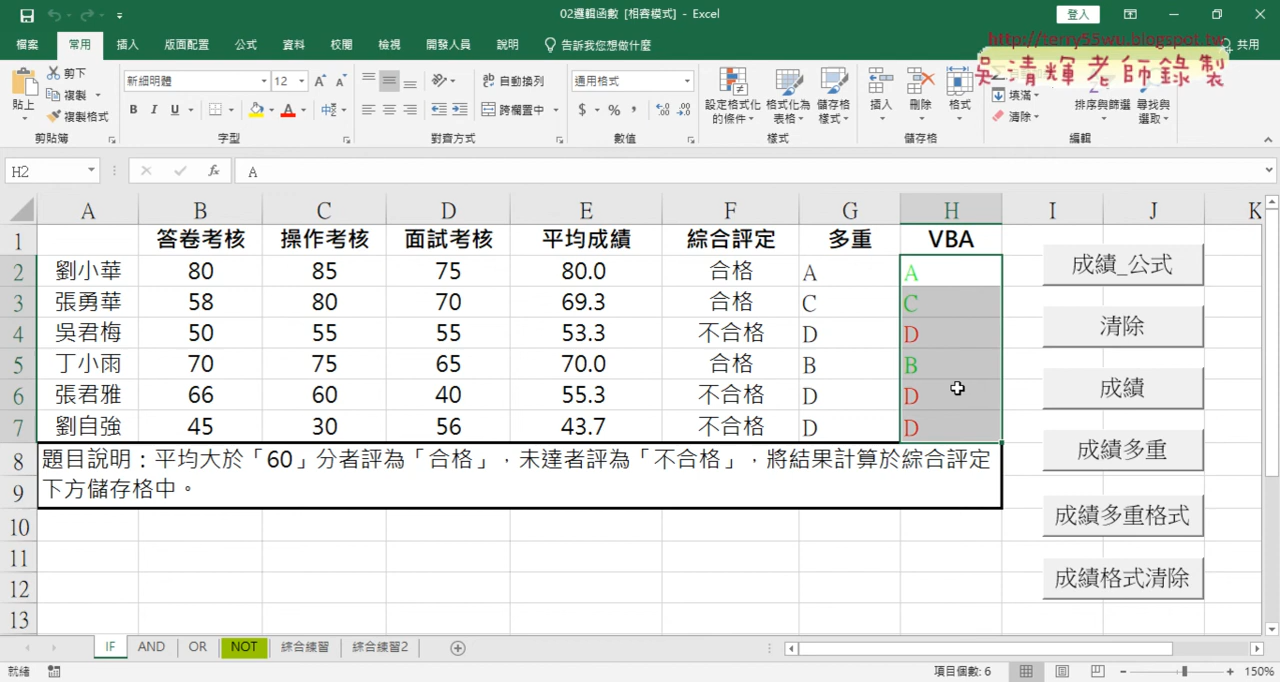 02邏輯函數 [相容模式] - Excel
登入
檔案 常用 插入 版面配置 公式 資料 校閱 檢視 開發人員 說明 告訴我您想做什麼 共用
http://terry55wu.blogspot.tw
吳清輝老師錄製
剪下
複製
複製格式
貼上
新細明體 12
B I U
自動換列
跨欄置中
通用格式
$ % ,
設定格式化的條件
格式化為表格
儲存格樣式
插入 刪除 格式
填滿
清除
排序與篩選 尋找與選取
剪貼簿 字型 對齊方式 數值 樣式 儲存格 編輯
H2 fx A
A B C D E F G H I J K
1 答卷考核 操作考核 面試考核 平均成績 綜合評定 多重 VBA
2 劉小華 80 85 75 80.0 合格 A A
3 張勇華 58 80 70 69.3 合格 C C
4 吳君梅 50 55 55 53.3 不合格 D D
5 丁小雨 70 75 65 70.0 合格 B B
6 張君雅 66 60 40 55.3 不合格 D D
7 劉自強 45 30 56 43.7 不合格 D D
8 題目說明：平均大於「60」分者評為「合格」，未達者評為「不合格」，將結果計算於綜合評定
9 下方儲存格中。
10
11
12
13
成績_公式
清除
成績
成績多重
成績多重格式
成績格式清除
IF AND OR NOT 綜合練習 綜合練習2
就緒 項目個數: 6 150%